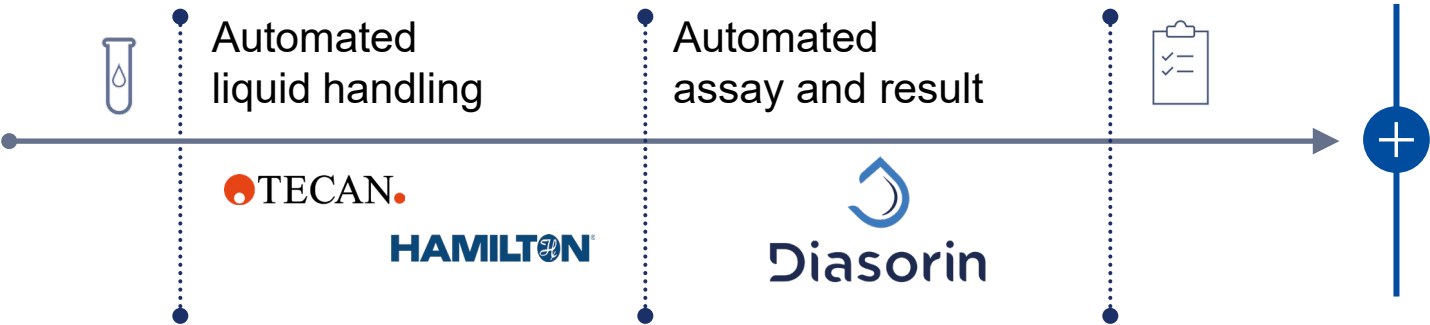 Automated
liquid handling
Automated
assay and result
TECAN.
HAMILTON®
Diasorin